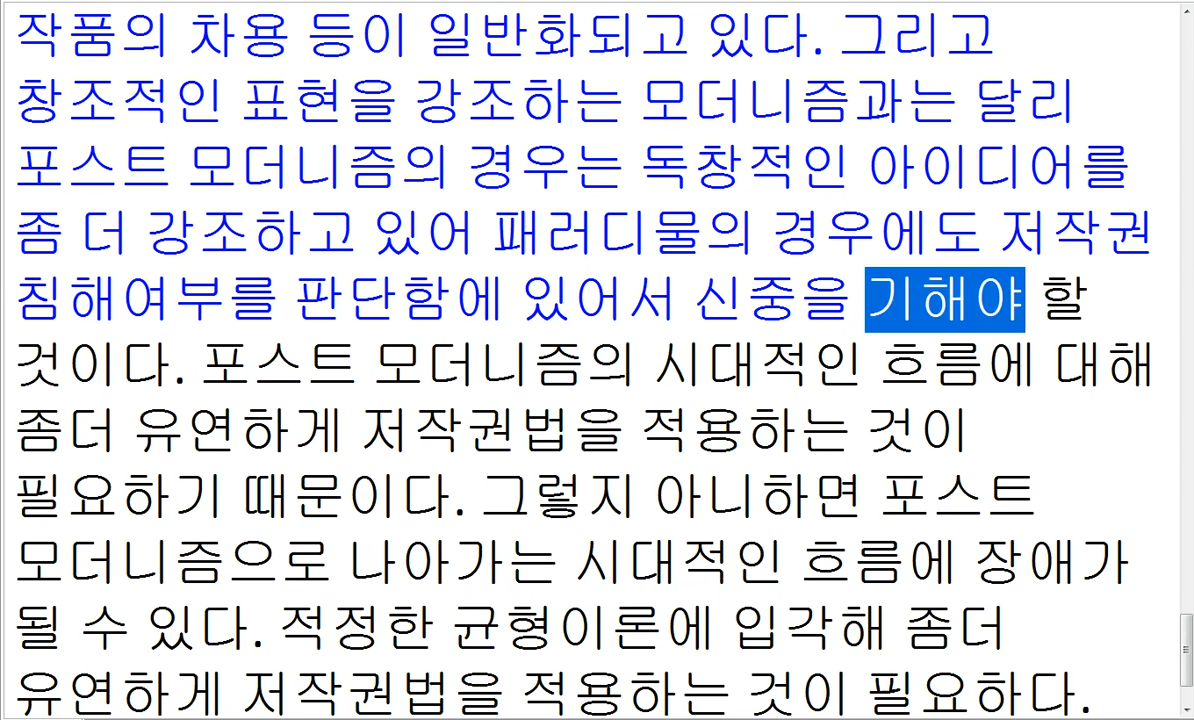 작품의 차용 등이 일반화되고 있다. 그리고
창조적인 표현을 강조하는 모더니즘과는 달리
포스트 모더니즘의 경우는 독창적인 아이디어를
좀 더 강조하고 있어 패러디물의 경우에도 저작권
침해여부를 판단함에 있어서 신중을 기해야 할
것이다. 포스트 모더니즘의 시대적인 흐름에 대해
좀더 유연하게 저작권법을 적용하는 것이
필요하기 때문이다. 그렇지 아니하면 포스트
모더니즘으로 나아가는 시대적인 흐름에 장애가
될 수 있다. 적정한 균형이론에 입각해 좀더
유연하게 저작권법을 적용하는 것이 필요하다.